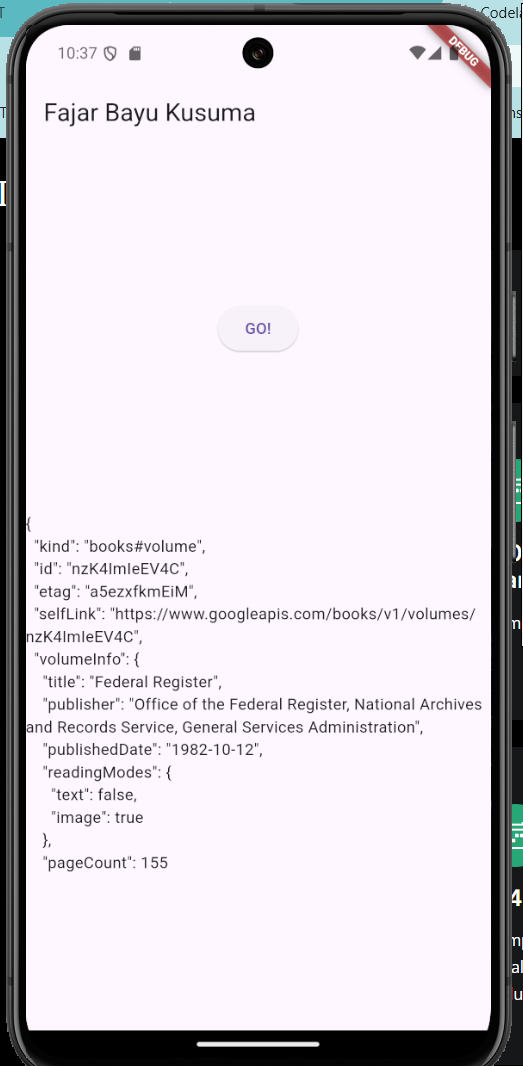 Codela
10:37
DEBUG
Fajar Bayu Kusuma
GO!
{
"kind": "books#volume",
"id": "nzK4ImIeEV4C",
"etag": "a5ezxfkmEiM",
"selfLink": "https://www.googleapis.com/books/v1/volumes/
nzK4ImIeEV4C",
"volumeInfo": {
"title": "Federal Register",
"publisher": "Office of the Federal Register, National Archives
and Records Service, General Services Administration",
"publishedDate": "1982-10-12",
"readingModes": {
"text": false,
"image": true
},
"pageCount": 155